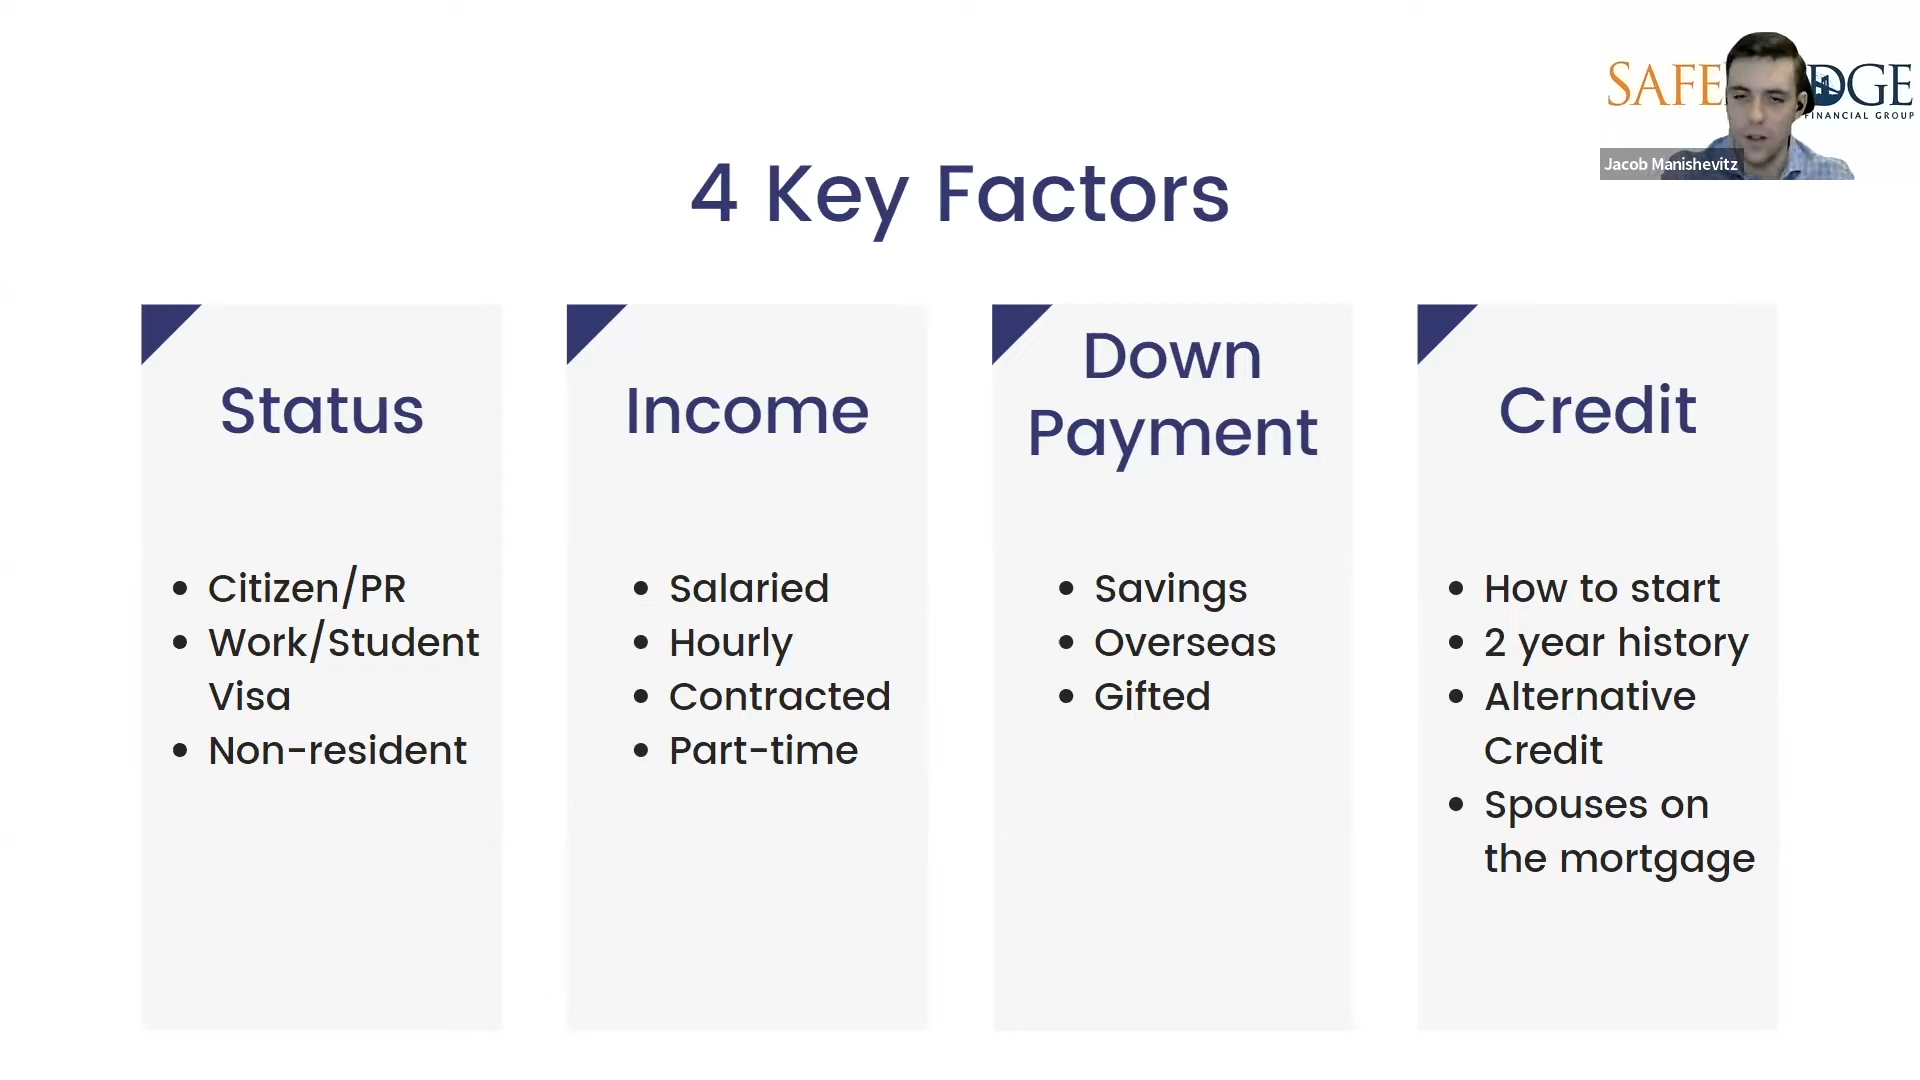 SAFE DGE
FINANCIAL GROUP
Jacob Manishevitz
4 Key Factors
Status
• Citizen/PR
• Work/Student
Visa
• Non-resident
Income
• Salaried
• Hourly
• Contracted
• Part-time
Down
Payment
• Savings
• Overseas
• Gifted
Credit
• How to start
• 2 year history
• Alternative
Credit
• Spouses on
the mortgage